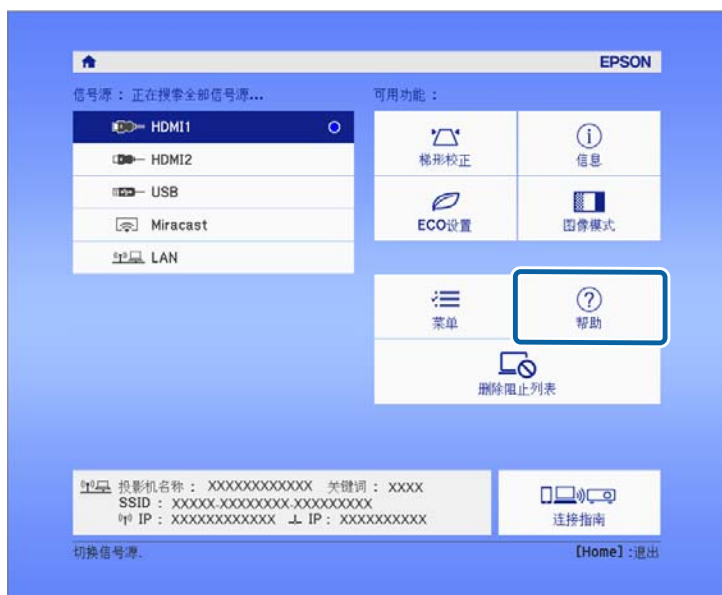 EPSON
信号源 : 正在搜索全部信号源...
HDMI1
HDMI2
USB
Miracast
LAN
可用功能 :
梯形校正
信息
ECO设置
图像模式
菜单
帮助
删除阻止列表
投影机名称 : XXXXXXXXXXXX 关键词 : XXXX
SSID : XXXXX-XXXXXXXX-XXXXXXXXX
IP : XXXXXXXXXXXX IP : XXXXXXXXXX
连接指南
切换信号源.
[Home] :退出